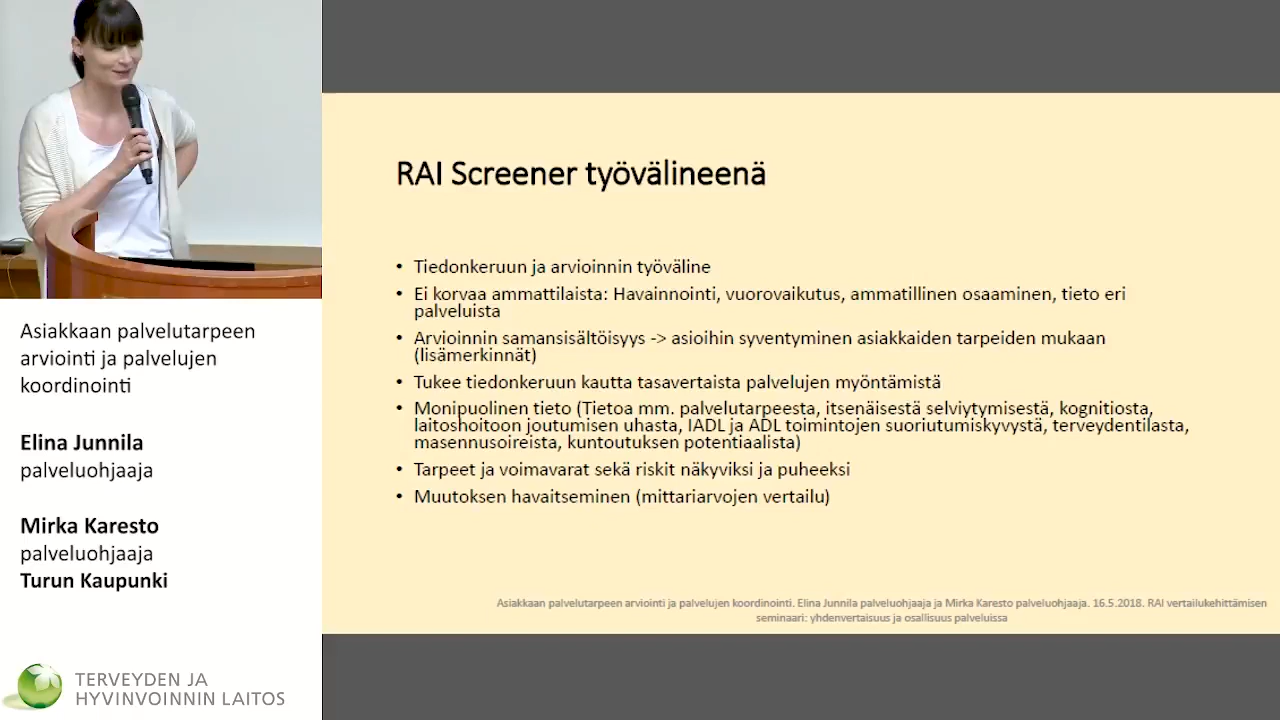 Asiakkaan palvelutarpeen
arviointi ja palvelujen
koordinointi
Elina Junnila
palveluohjaaja
Mirka Karesto
palveluohjaaja
Turun Kaupunki
TERVEYDEN JA
HYVINVOINNIN LAITOS
RAI Screener työvälineenä
• Tiedonkeruun ja arvioinnin työväline
• Ei korvaa ammattilaista: Havainnointi, vuorovaikutus, ammatillinen osaaminen, tieto eri
palveluista
• Arvioinnin samansisältöisyys -> asioihin syventyminen asiakkaiden tarpeiden mukaan
(lisämerkinnät)
• Tukee tiedonkeruun kautta tasavertaista palvelujen myöntämistä
• Monipuolinen tieto (Tietoa mm. palvelutarpeesta, itsenäisestä selviytymisestä, kognitiosta,
laitoshoitoon joutumisen uhasta, IADL ja ADL toimintojen suoriutumiskyvystä, terveydentilasta,
masennusoireista, kuntoutuksen potentiaalista)
• Tarpeet ja voimavarat sekä riskit näkyviksi ja puheeksi
• Muutoksen havaitseminen (mittariarvojen vertailu)
Asiakkaan palvelutarpeen arviointi ja palvelujen koordinointi. Elina Junnila palveluohjaaja ja Mirka Karesto palveluohjaaja. 16.5.2018. RAI vertailukehittämisen
seminaari: yhdenvertaisuus ja osallisuus palveluissa